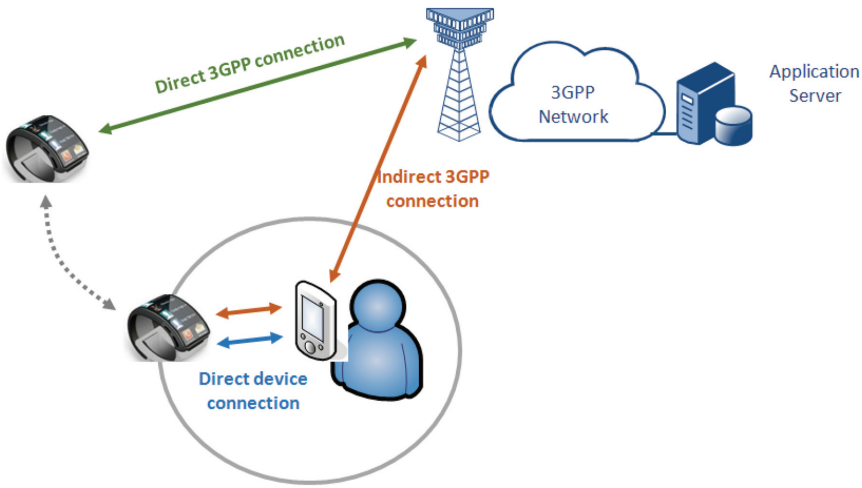 Direct 3GPP connection
3GPP
Network
Application
Server
Indirect 3GPP
connection
Direct device
connection